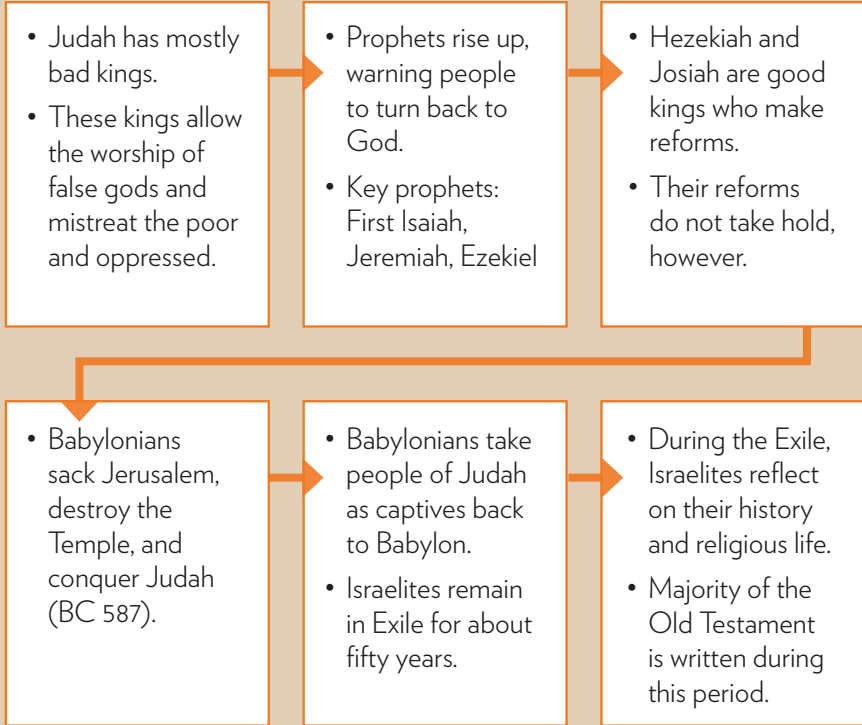 • Judah has mostly
bad kings.
• These kings allow
the worship of
false gods and
mistreat the poor
and oppressed.
• Prophets rise up,
warning people
to turn back to
God.
• Key prophets:
First Isaiah,
Jeremiah, Ezekiel
• Hezekiah and
Josiah are good
kings who make
reforms.
• Their reforms
do not take hold,
however.
• Babylonians
sack Jerusalem,
destroy the
Temple, and
conquer Judah
(BC 587).
• Babylonians take
people of Judah
as captives back
to Babylon.
• Israelites remain
in Exile for about
fifty years.
• During the Exile,
Israelites reflect
on their history
and religious life.
• Majority of the
Old Testament
is written during
this period.